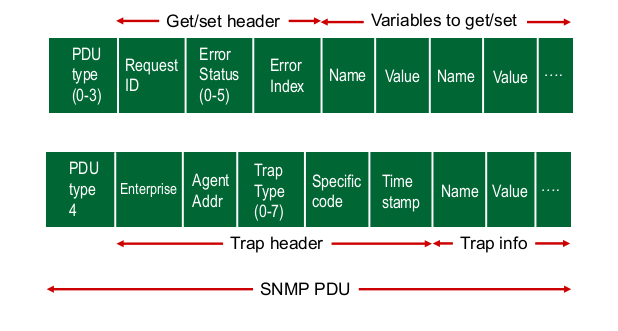 Get/set header
Variables to get/set
PDU
type
(0-3)
Request
ID
Error
Status
(0-5)
Error
Index
Name
Value
Name
Value
....
PDU
type
4
Enterprise
Agent
Addr
Trap
Type
(0-7)
Specific
code
Time
stamp
Name
Value
....
Trap header
Trap info
SNMP PDU